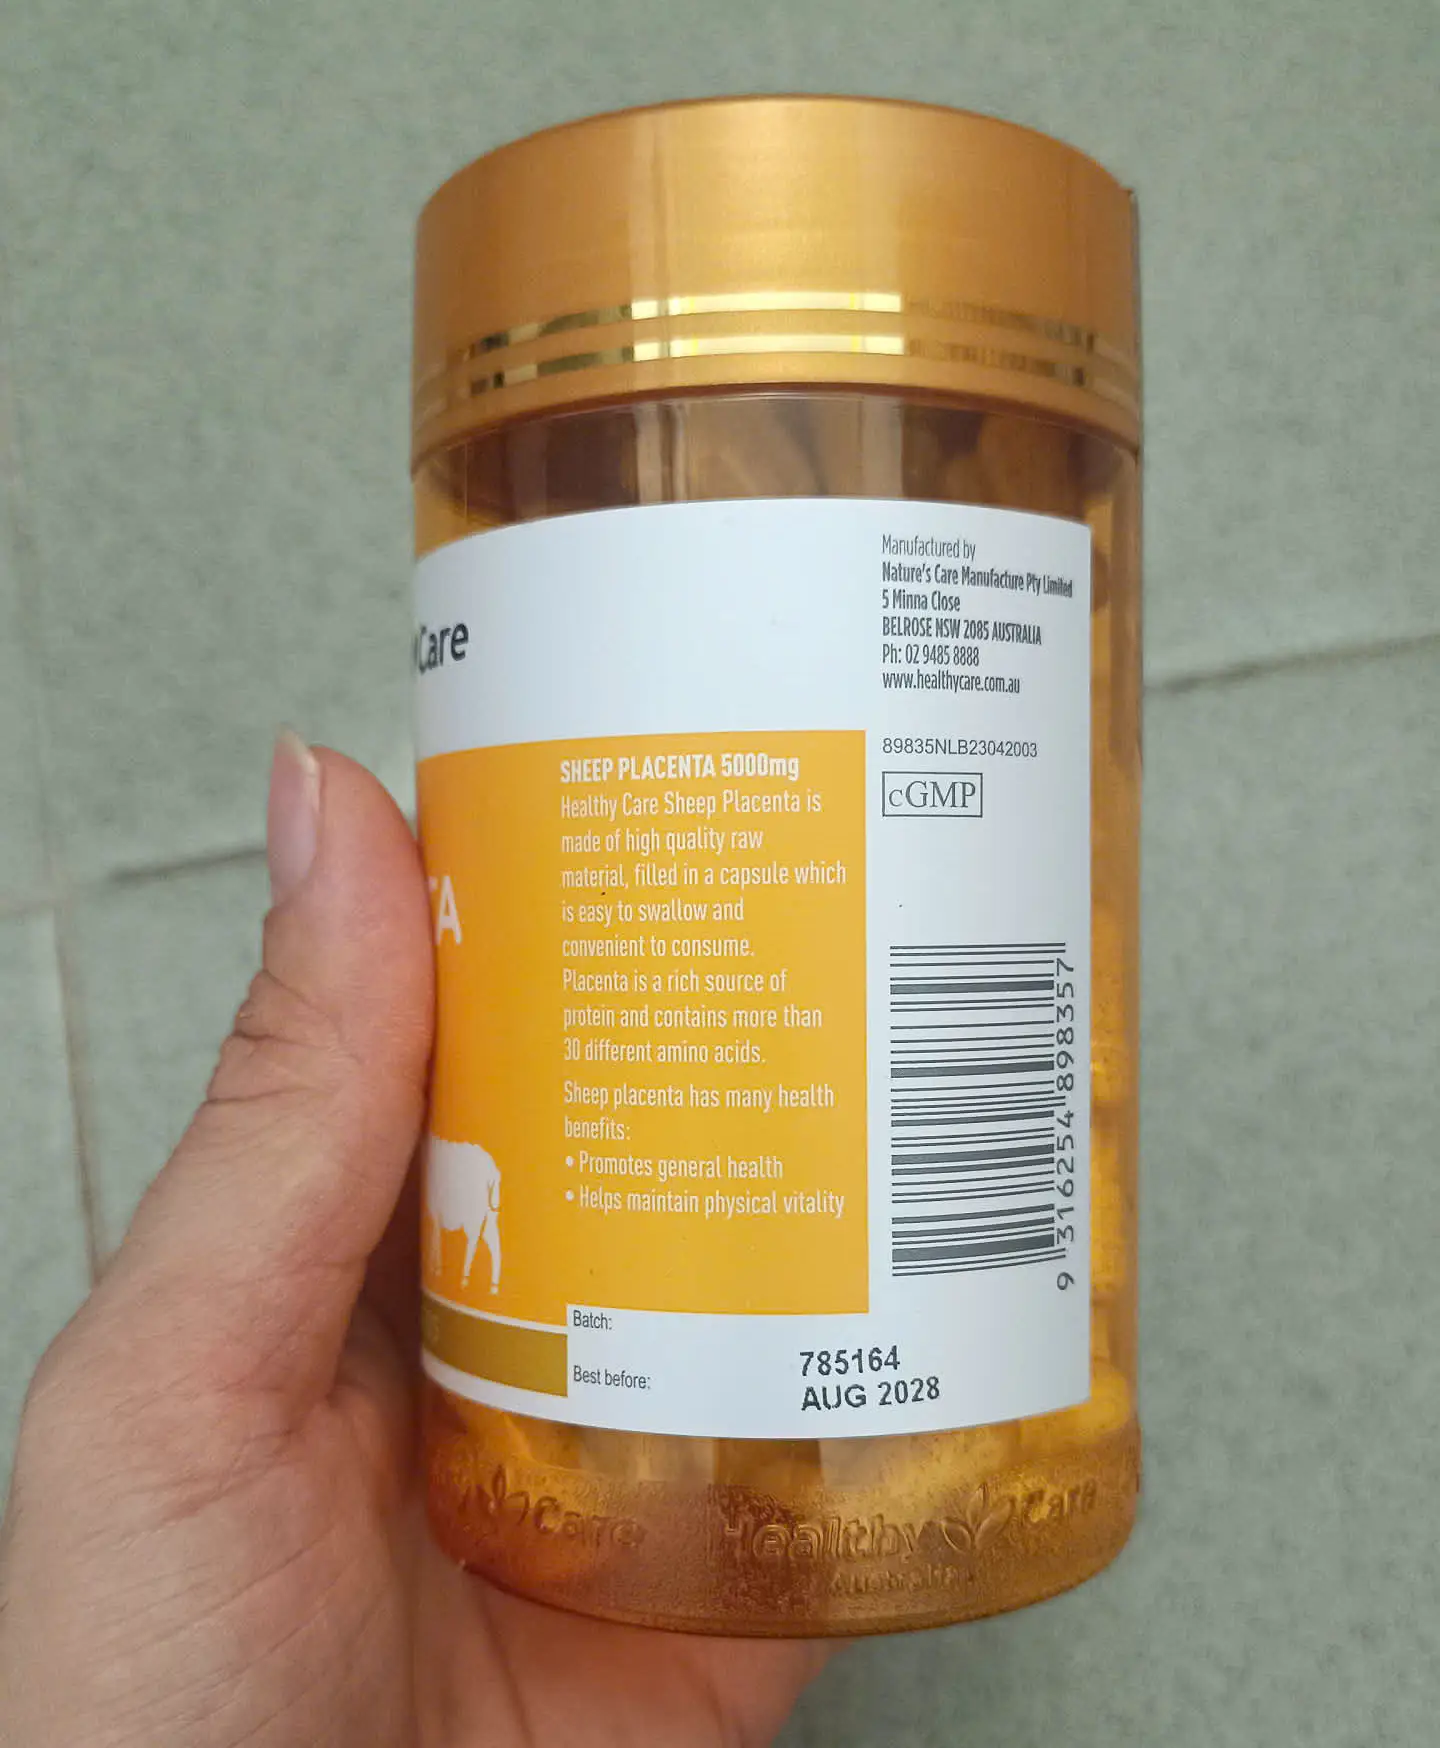 Care
TA
SHEEP PLACENTA 5000mg
Healthy Care Sheep Placenta is
made of high quality raw
material, filled in a capsule which
is easy to swallow and
convenient to consume.
Placenta is a rich source of
protein and contains more than
30 different amino acids.
Sheep placenta has many health
benefits:
• Promotes general health
• Helps maintain physical vitality
Batch:
785164
Best before:
AUG 2028
Manufactured by
Nature's Care Manufacture Pty Limited
5 Minna Close
BELROSE NSW 2085 AUSTRALIA
Ph: 02 9485 8888
www.healthycare.com.au
89835NLB23042003
cGMP
9 316254 898357
Care
Healthy Care
Australia